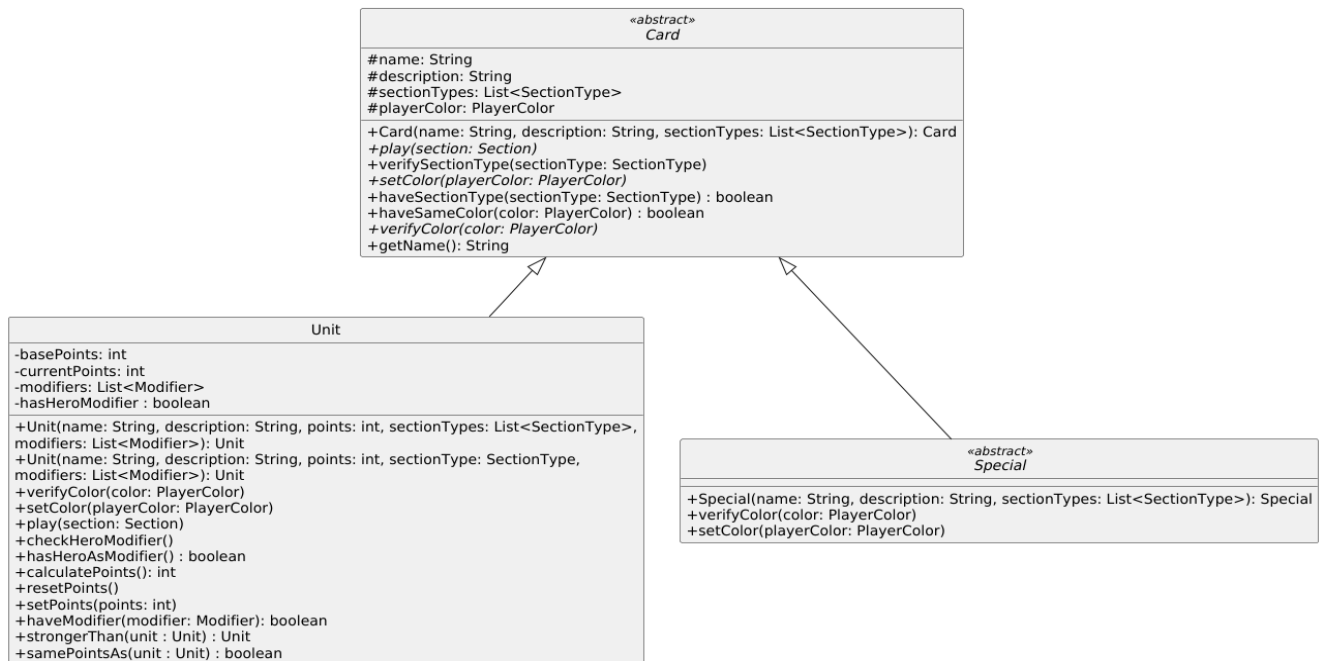 «abstract»
Card
#name: String
#description: String
#sectionTypes: List<SectionType>
#playerColor: PlayerColor
+Card(name: String, description: String, sectionTypes: List<SectionType>): Card
+play(section: Section)
+verifySectionType(sectionType: SectionType)
+setColor(playerColor: PlayerColor)
+haveSectionType(sectionType: SectionType) : boolean
+haveSameColor(color: PlayerColor) : boolean
+verifyColor(color: PlayerColor)
+getName(): String
Unit
-basePoints: int
-currentPoints: int
-modifiers: List<Modifier>
-hasHeroModifier : boolean
+Unit(name: String, description: String, points: int, sectionTypes: List<SectionType>,
modifiers: List<Modifier>): Unit
+Unit(name: String, description: String, points: int, sectionType: SectionType,
modifiers: List<Modifier>): Unit
+verifyColor(color: PlayerColor)
+setColor(playerColor: PlayerColor)
+play(section: Section)
+checkHeroModifier()
+hasHeroAsModifier() : boolean
+calculatePoints(): int
+resetPoints()
+setPoints(points: int)
+haveModifier(modifier: Modifier): boolean
+strongerThan(unit : Unit) : Unit
+samePointsAs(unit : Unit) : boolean
«abstract»
Special
+Special(name: String, description: String, sectionTypes: List<SectionType>): Special
+verifyColor(color: PlayerColor)
+setColor(playerColor: PlayerColor)